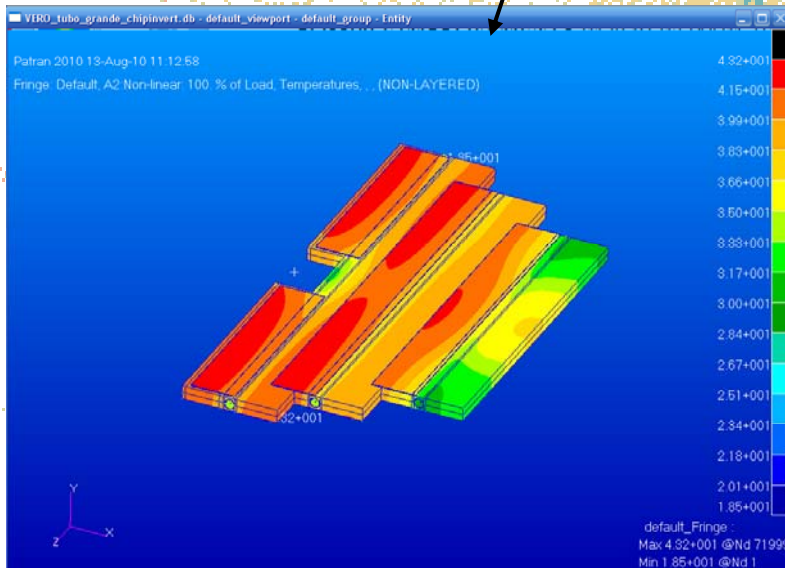 VERO_tubo_grande_chipinvert.db - default_viewport - default_group - Entity
Patran 2010 13-Aug-10 11:12:58
Fringe: Default, A2:Non-linear: 100. % of Load, Temperatures, , , (NON-LAYERED)
4.32+001
4.15+001
3.99+001
3.83+001
3.66+001
3.50+001
3.33+001
3.17+001
3.00+001
2.84+001
2.67+001
2.51+001
2.34+001
2.18+001
2.01+001
1.85+001
1.85+001
4.32+001
Y
X
Z
default_Fringe :
Max 4.32+001 @Nd 71999
Min 1.85+001 @Nd 1